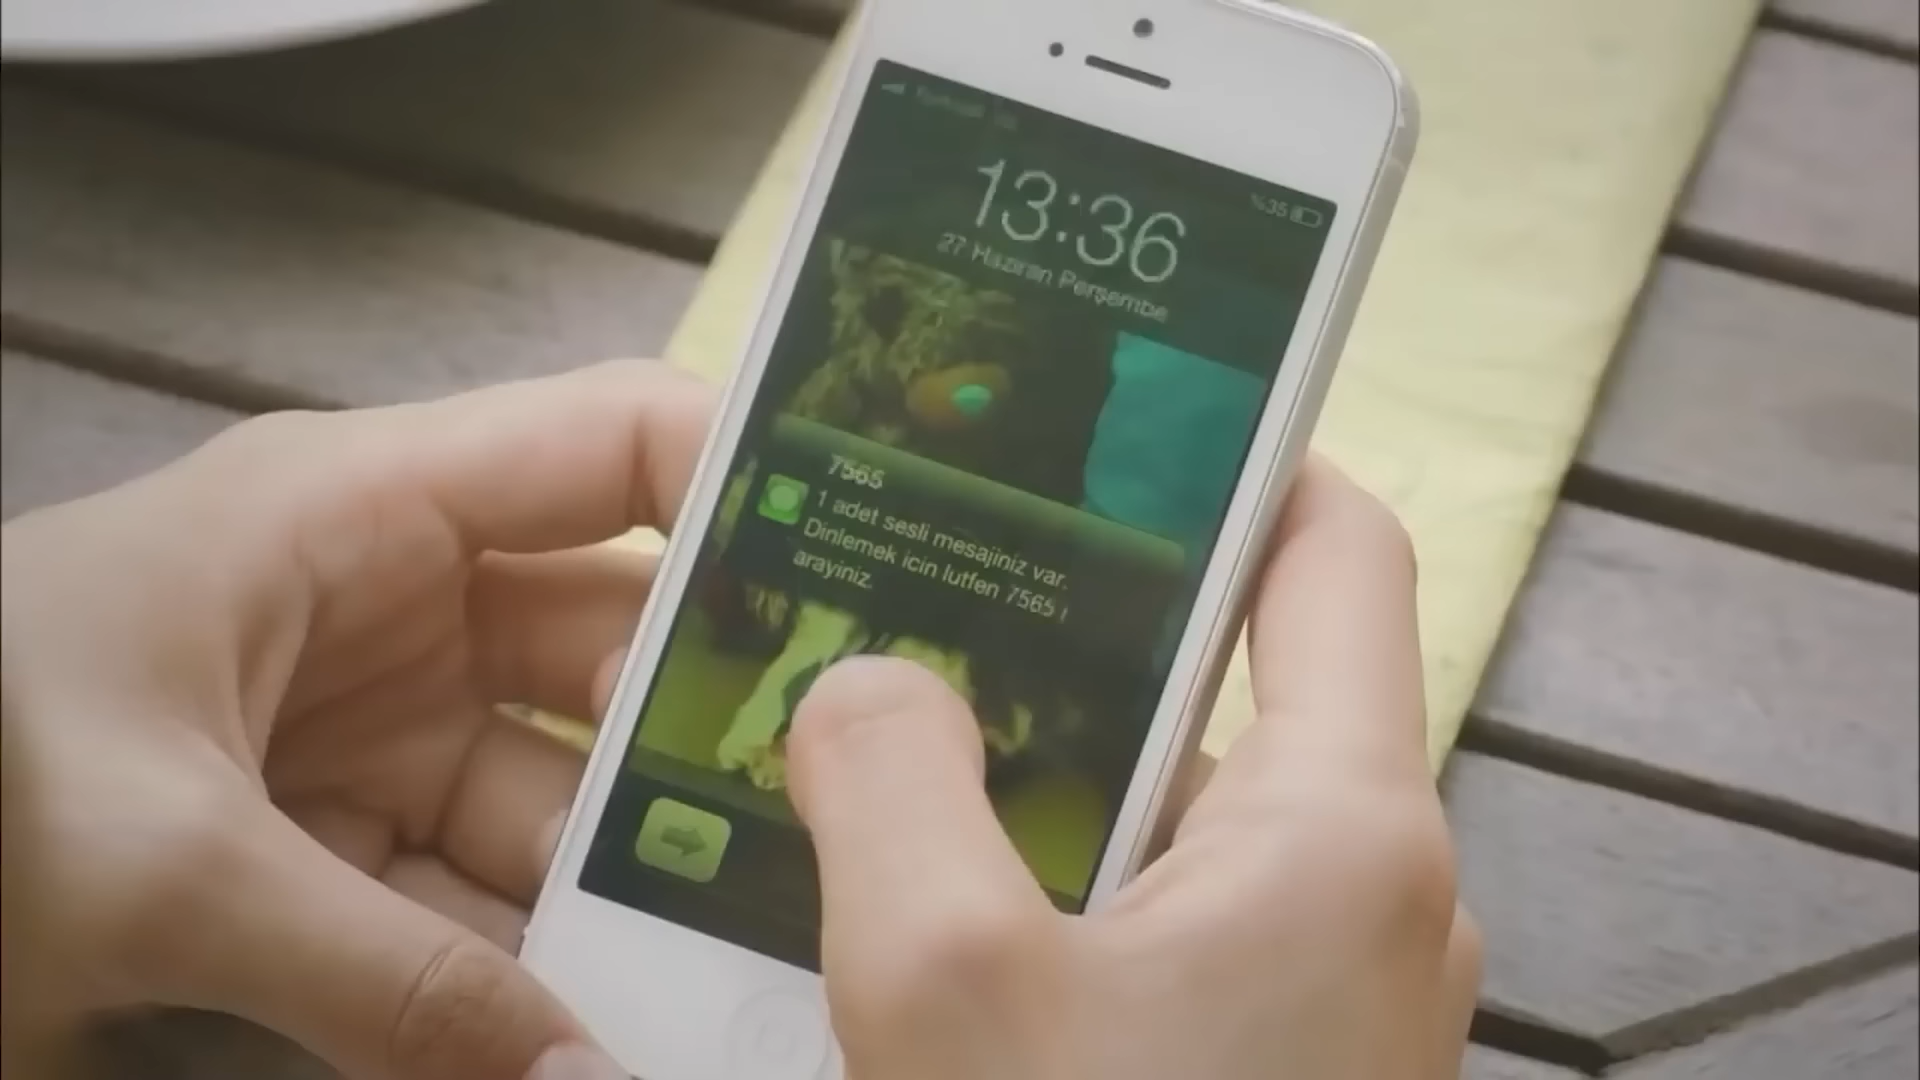 %35
13:36
27 Haziran Perşembe
7565
1 adet sesli mesajiniz var.
Dinlemek icin lutfen 7565 i
arayiniz.